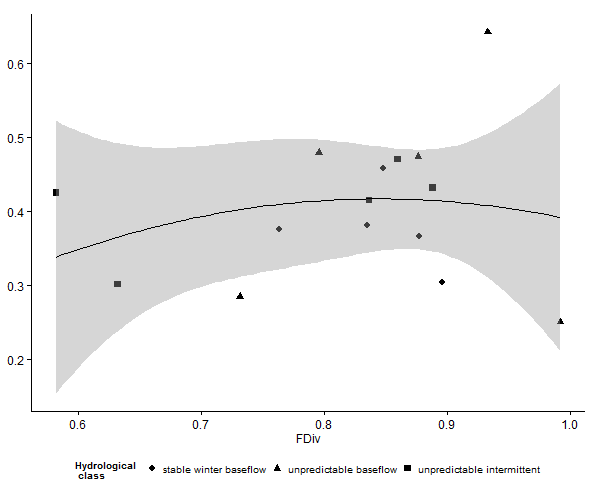 0.6
0.5
0.4
0.3
0.2
0.6 0.7 0.8 0.9 1.0
FDiv
Hydrological
class
stable winter baseflow unpredictable baseflow unpredictable intermittent